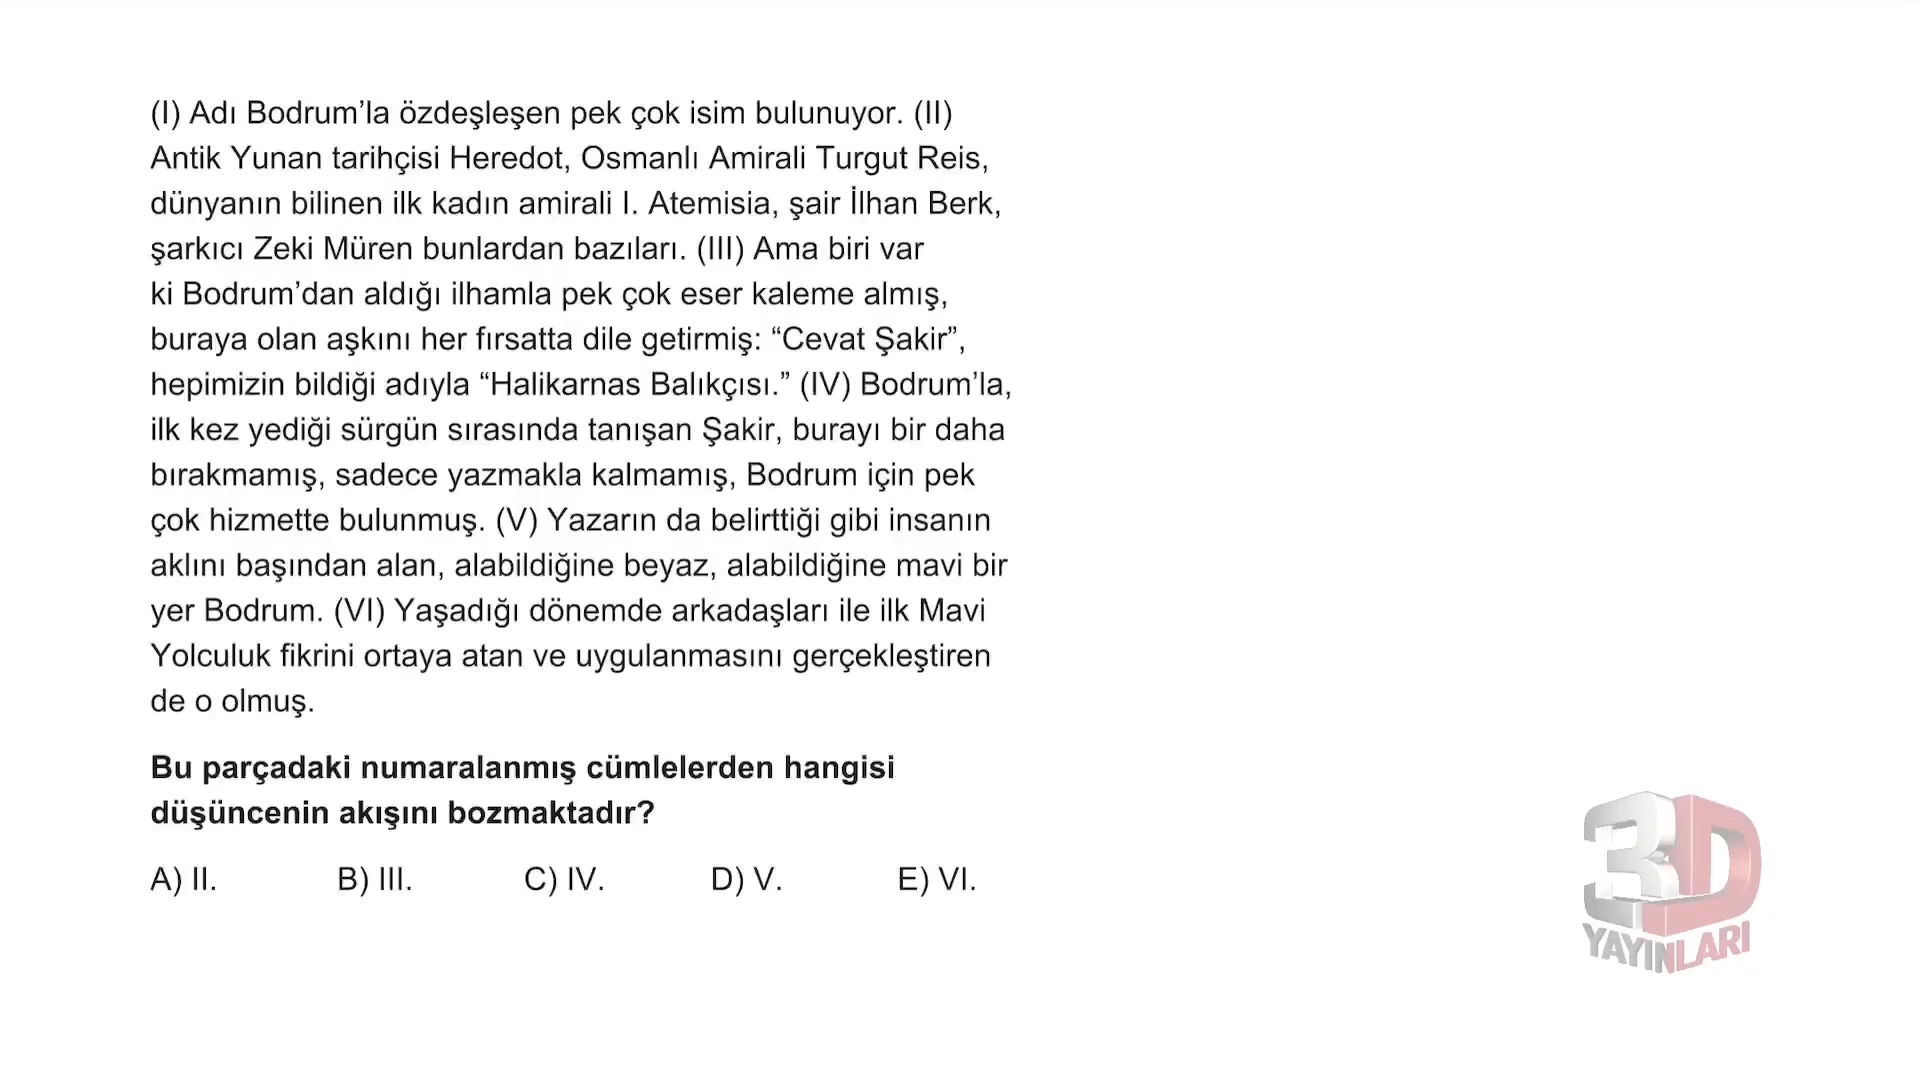 (I) Adı Bodrum’la özdeşleşen pek çok isim bulunuyor. (II)
Antik Yunan tarihçisi Heredot, Osmanlı Amirali Turgut Reis,
dünyanın bilinen ilk kadın amirali I. Atemisia, şair İlhan Berk,
şarkıcı Zeki Müren bunlardan bazıları. (III) Ama biri var
ki Bodrum’dan aldığı ilhamla pek çok eser kaleme almış,
buraya olan aşkını her fırsatta dile getirmiş: “Cevat Şakir”,
hepimizin bildiği adıyla “Halikarnas Balıkçısı.” (IV) Bodrum’la,
ilk kez yediği sürgün sırasında tanışan Şakir, burayı bir daha
bırakmamış, sadece yazmakla kalmamış, Bodrum için pek
çok hizmette bulunmuş. (V) Yazarın da belirttiği gibi insanın
aklını başından alan, alabildiğine beyaz, alabildiğine mavi bir
yer Bodrum. (VI) Yaşadığı dönemde arkadaşları ile ilk Mavi
Yolculuk fikrini ortaya atan ve uygulanmasını gerçekleştiren
de o olmuş.
Bu parçadaki numaralanmış cümlelerden hangisi
düşüncenin akışını bozmaktadır?
A) II. B) III. C) IV. D) V. E) VI.
3D
YAYINLARI